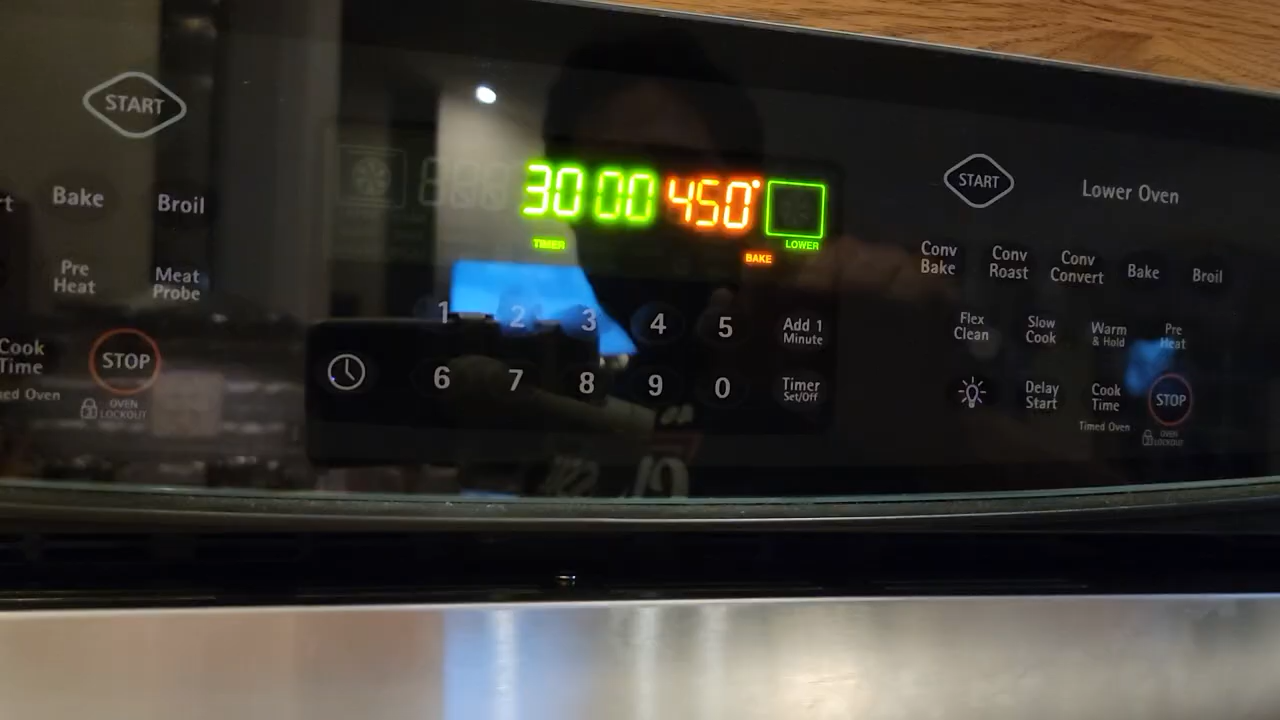 START
Bake Broil
Pre Heat
Meat Probe
Cook Time
STOP
OVEN LOCKOUT
30 00 450°
TIMER
BAKE
LOWER
1 2 3 4 5
Add 1 Minute
6 7 8 9 0
Timer Set/Off
START
Lower Oven
Conv Bake
Conv Roast
Conv Convert
Bake
Broil
Flex Clean
Slow Cook
Warm & Hold
Pre Heat
Delay Start
Cook Time
Timed Oven
STOP
OVEN LOCKOUT